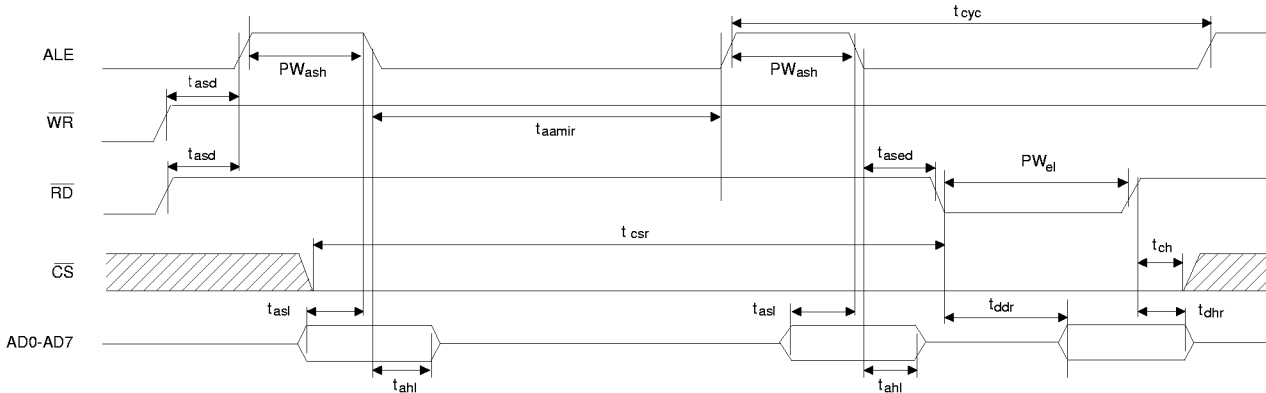 t cyc
ALE
PWash
PWash
t asd
WR
taamir
tasd
tased
PWel
RD
t csr
tch
CS
tasl
tasl
tddr
tdhr
AD0-AD7
tahl
tahl